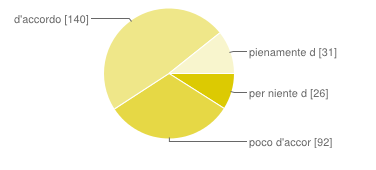 d'accordo [140]
pienamente d [31]
per niente d [26]
poco d'accor [92]